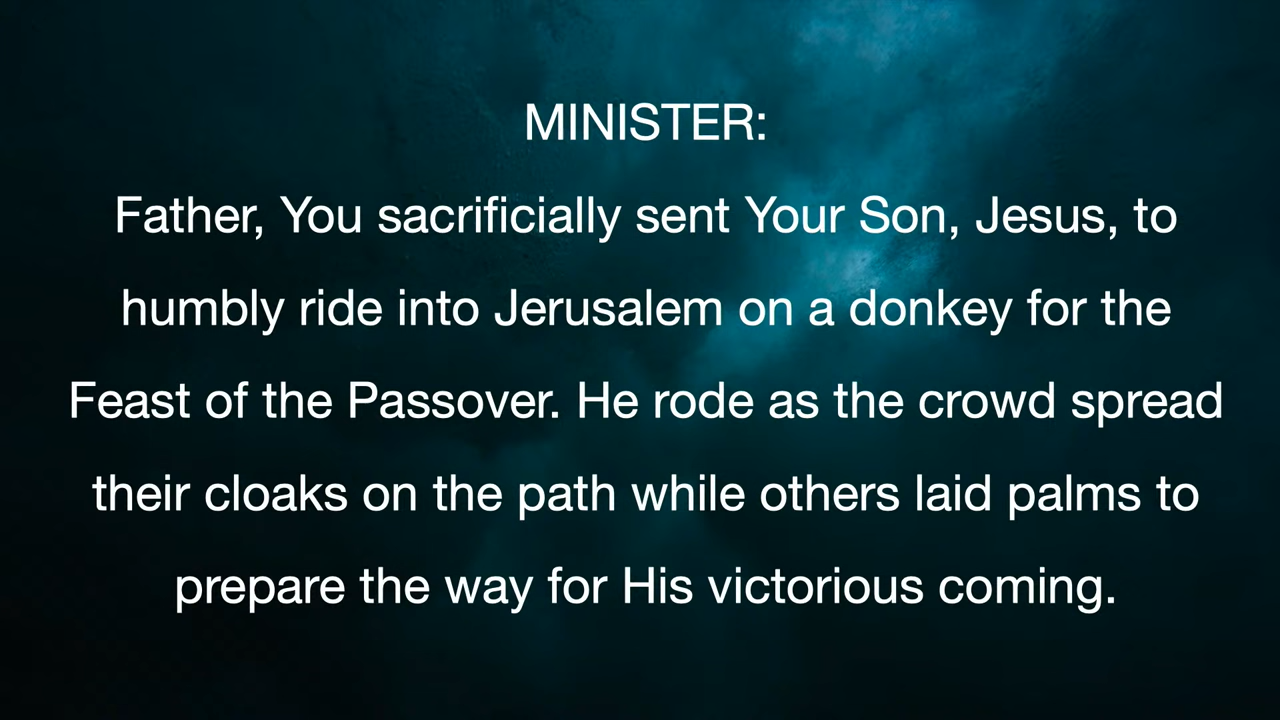 MINISTER:
Father, You sacrificially sent Your Son, Jesus, to
humbly ride into Jerusalem on a donkey for the
Feast of the Passover. He rode as the crowd spread
their cloaks on the path while others laid palms to
prepare the way for His victorious coming.